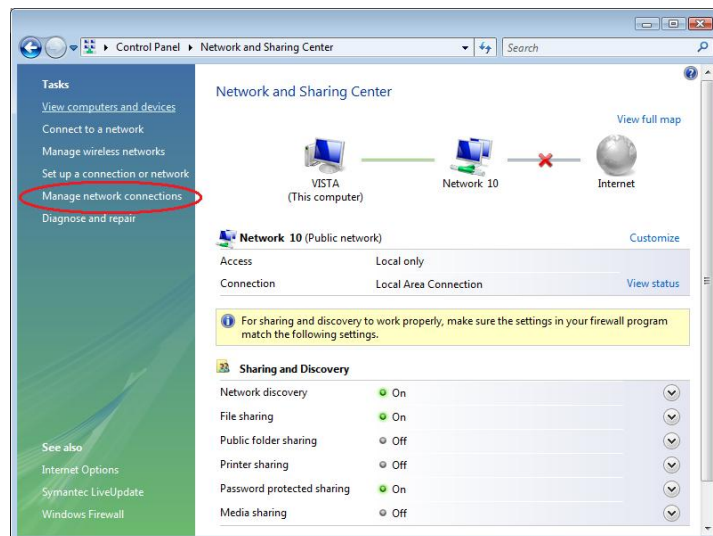 Control Panel ▸ Network and Sharing Center
Search
Tasks
View computers and devices
Connect to a network
Manage wireless networks
Set up a connection or network
Manage network connections
Diagnose and repair
See also
Internet Options
Symantec LiveUpdate
Windows Firewall
Network and Sharing Center
View full map
VISTA
(This computer)
Network 10
Internet
Network 10 (Public network)
Customize
Access
Local only
Connection
Local Area Connection
View status
For sharing and discovery to work properly, make sure the settings in your firewall program
match the following settings.
Sharing and Discovery
Network discovery
On
File sharing
On
Public folder sharing
Off
Printer sharing
Off
Password protected sharing
On
Media sharing
Off